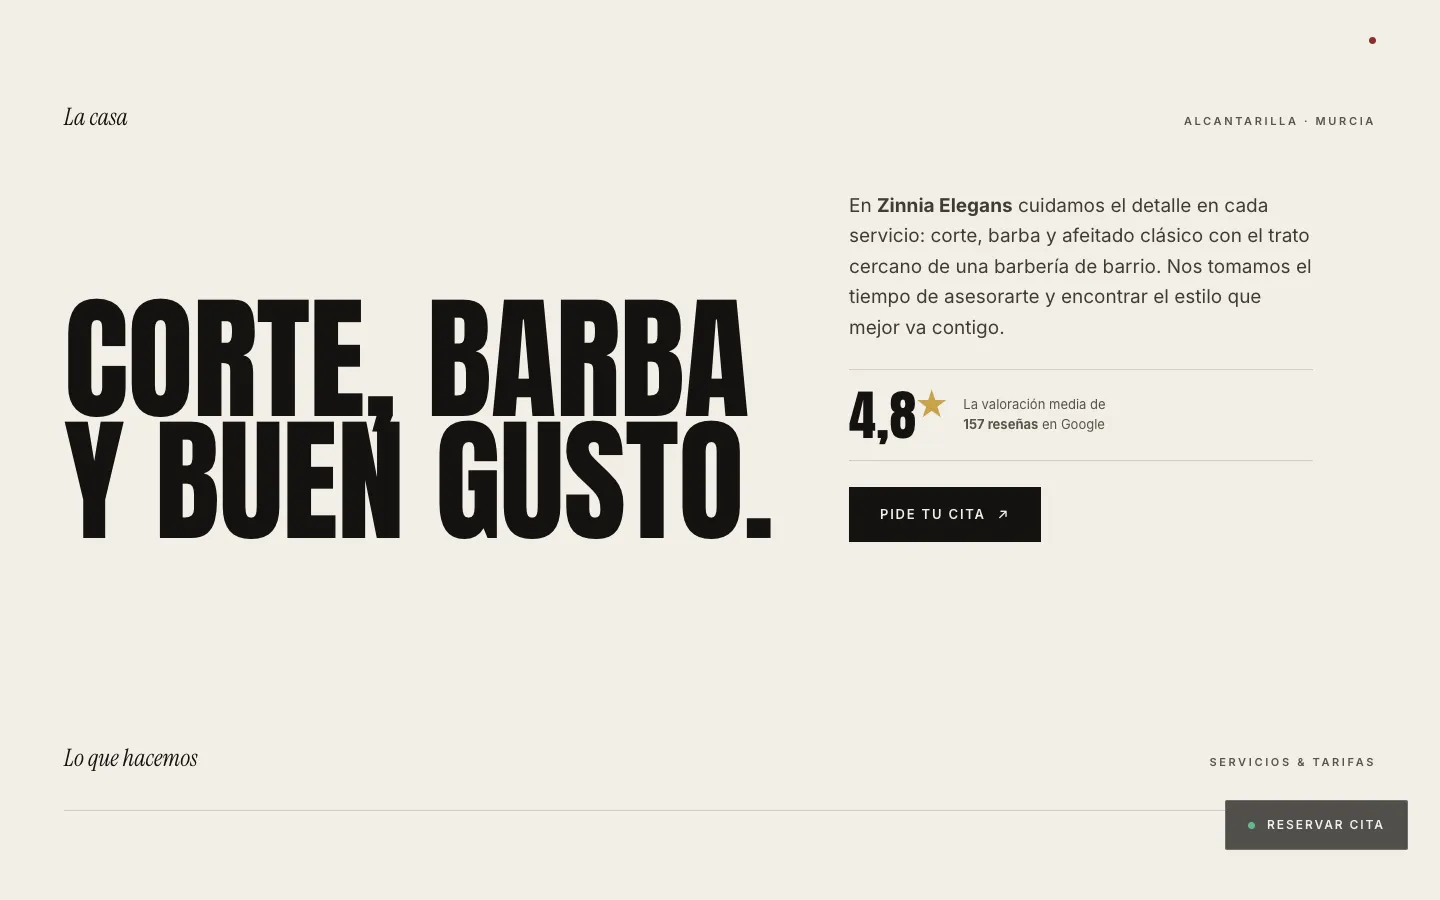 La casa
ALCANTARILLA · MURCIA
CORTE, BARBA
Y BUEN GUSTO.
En Zinnia Elegans cuidamos el detalle en cada
servicio: corte, barba y afeitado clásico con el trato
cercano de una barbería de barrio. Nos tomamos el
tiempo de asesorarte y encontrar el estilo que
mejor va contigo.
4,8★
La valoración media de
157 reseñas en Google
PIDE TU CITA ↗
Lo que hacemos
SERVICIOS & TARIFAS
RESERVAR CITA